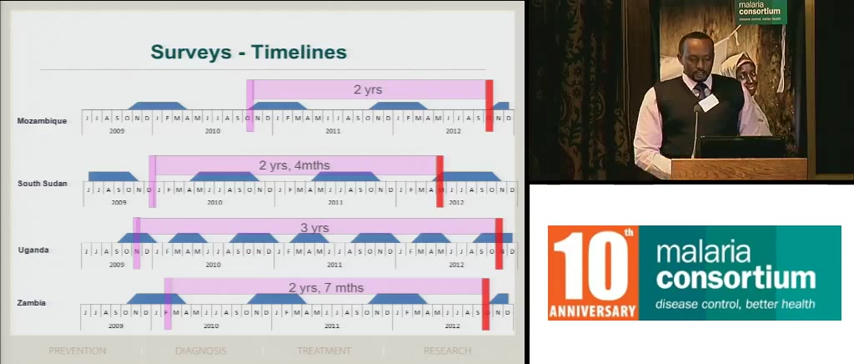 Surveys - Timelines
2 yrs
Mozambique
J J A S O N D J F M A M J J A S O N D J F M A M J J A S O N D J F M A M J J A S O N D
2009 2010 2011 2012
2 yrs, 4mths
South Sudan
J J A S O N D J F M A M J J A S O N D J F M A M J J A S O N D J F M A M J J A S O N D
2009 2010 2011 2012
3 yrs
Uganda
J J A S O N D J F M A M J J A S O N D J F M A M J J A S O N D J F M A M J J A S O N D
2009 2010 2011 2012
2 yrs, 7 mths
Zambia
J J A S O N D J F M A M J J A S O N D J F M A M J J A S O N D J F M A M J J A S O N D
2009 2010 2011 2012
PREVENTION DIAGNOSIS TREATMENT RESEARCH
malaria
consortium
disease control, better health
10th
ANNIVERSARY
malaria
consortium
disease control, better health